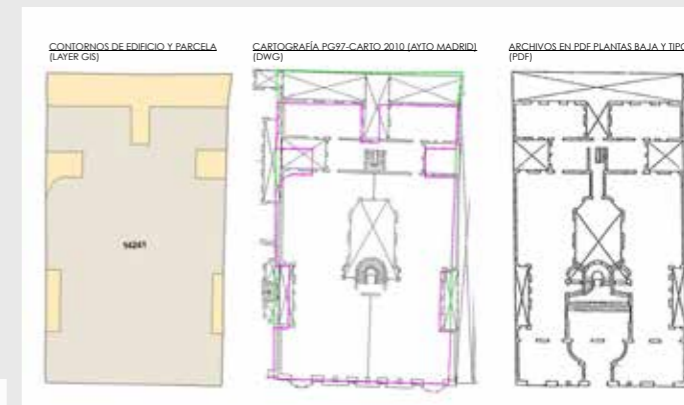 CONTORNOS DE EDIFICIO Y PARCELA
(LAYER GIS)
CARTOGRAFÍA PG97-CARTO 2010 (AYTO MADRID)
(DWG)
ARCHIVOS EN PDF PLANTAS BAJA Y TIPO
(PDF)